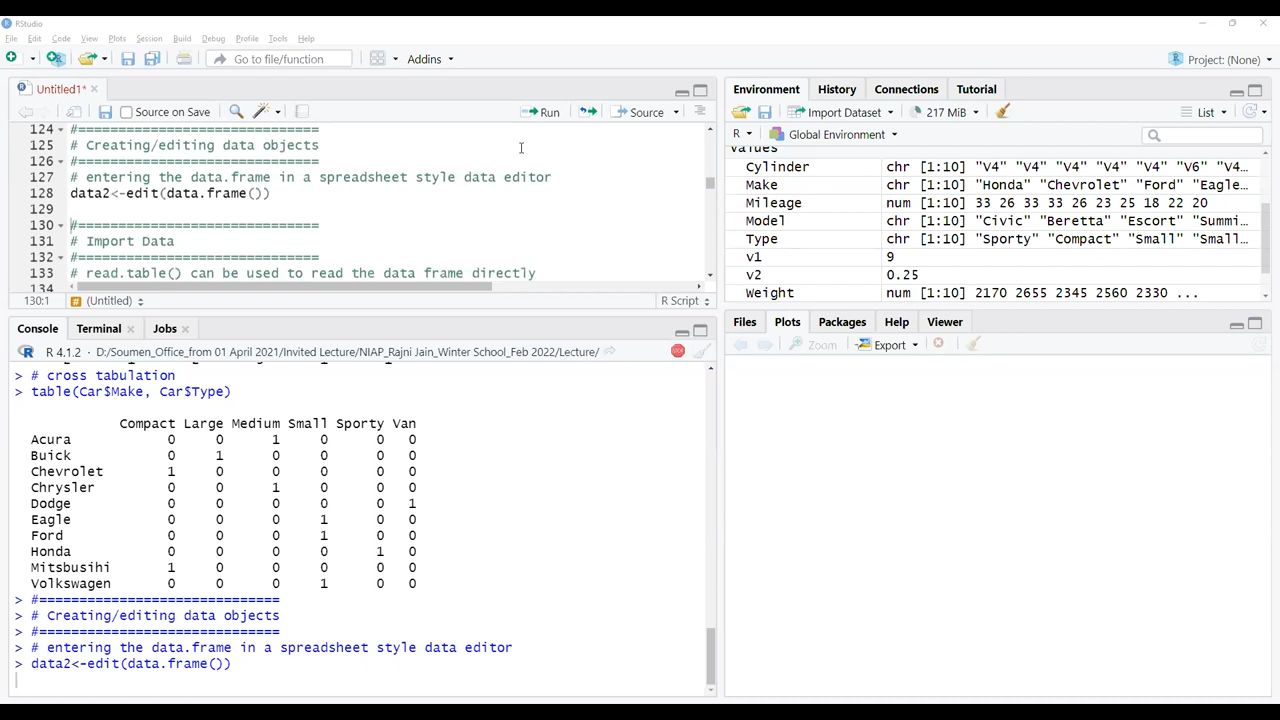 RStudio
File Edit Code View Plots Session Build Debug Profile Tools Help
Go to file/function Addins Project: (None)
Untitled1*
Source on Save Run Source
124 #==============================
125 # Creating/editing data objects
126 #==============================
127 # entering the data.frame in a spreadsheet style data editor
128 data2<-edit(data.frame())
129
130 #==============================
131 # Import Data
132 #==============================
133 # read.table() can be used to read the data frame directly
134
130:1 # (Untitled) R Script
Console Terminal Jobs
R 4.1.2 · D:/Soumen_Office_from 01 April 2021/Invited Lecture/NIAP_Rajni Jain_Winter School_Feb 2022/Lecture/
> # cross tabulation
> table(Car$Make, Car$Type)
Compact Large Medium Small Sporty Van
Acura 0 0 1 0 0 0
Buick 0 1 0 0 0 0
Chevrolet 1 0 0 0 0 0
Chrysler 0 0 1 0 0 0
Dodge 0 0 0 0 0 1
Eagle 0 0 0 1 0 0
Ford 0 0 0 1 0 0
Honda 0 0 0 0 1 0
Mitsbusihi 1 0 0 0 0 0
Volkswagen 0 0 0 1 0 0
> #==============================
> # Creating/editing data objects
> #==============================
> # entering the data.frame in a spreadsheet style data editor
> data2<-edit(data.frame())
Environment History Connections Tutorial
Import Dataset 217 MiB List
R Global Environment
Values
Cylinder chr [1:10] "V4" "V4" "V4" "V4" "V4" "V6" "V4…
Make chr [1:10] "Honda" "Chevrolet" "Ford" "Eagle…
Mileage num [1:10] 33 26 33 33 26 23 25 18 22 20
Model chr [1:10] "Civic" "Beretta" "Escort" "Summi…
Type chr [1:10] "Sporty" "Compact" "Small" "Small…
v1 9
v2 0.25
Weight num [1:10] 2170 2655 2345 2560 2330 ...
Files Plots Packages Help Viewer
Zoom Export